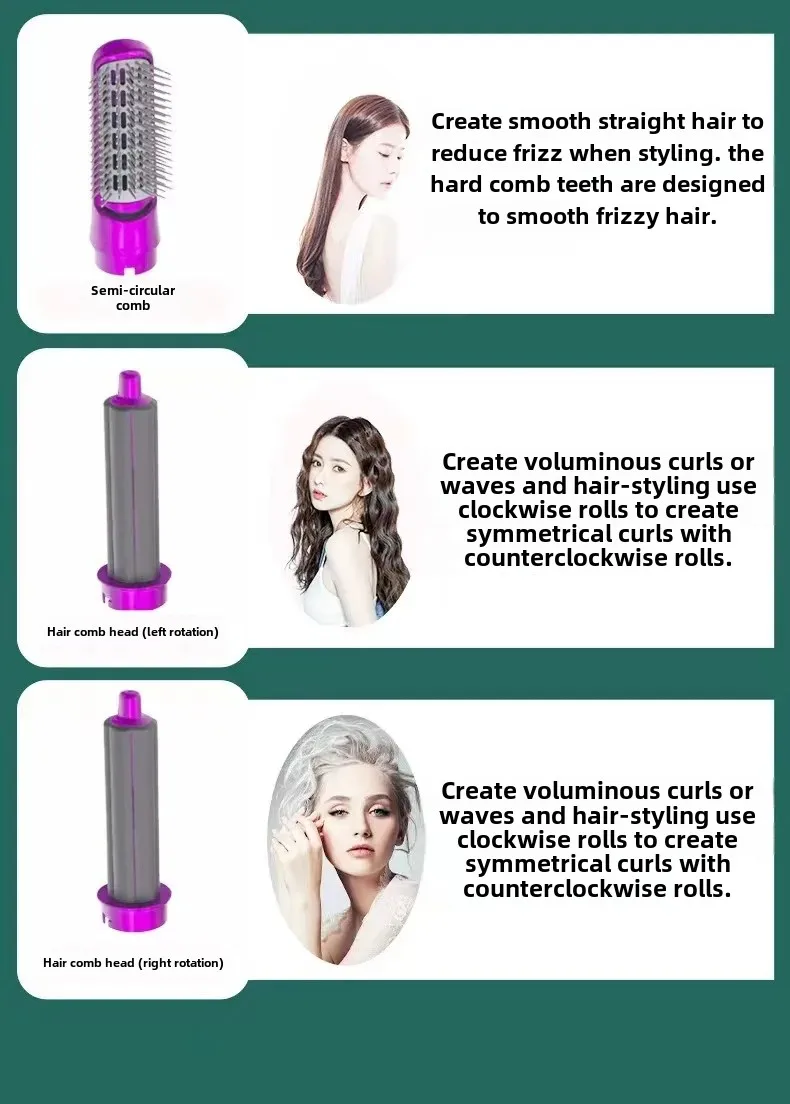 Create smooth straight hair to
reduce frizz when styling. the
hard comb teeth are designed
to smooth frizzy hair.
Semi-circular
comb
Create voluminous curls or
waves and hair-styling use
clockwise rolls to create
symmetrical curls with
counterclockwise rolls.
Hair comb head (left rotation)
Create voluminous curls or
waves and hair-styling use
clockwise rolls to create
symmetrical curls with
counterclockwise rolls.
Hair comb head (right rotation)